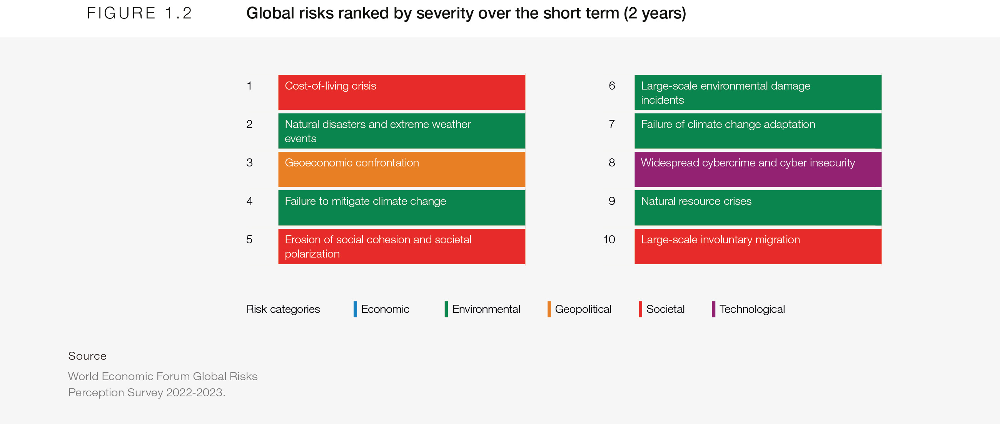 FIGURE 1.2
Global risks ranked by severity over the short term (2 years)
1
Cost-of-living crisis
2
Natural disasters and extreme weather
events
3
Geoeconomic confrontation
4
Failure to mitigate climate change
5
Erosion of social cohesion and societal
polarization
6
Large-scale environmental damage
incidents
7
Failure of climate change adaptation
8
Widespread cybercrime and cyber insecurity
9
Natural resource crises
10
Large-scale involuntary migration
Risk categories
Economic
Environmental
Geopolitical
Societal
Technological
Source
World Economic Forum Global Risks
Perception Survey 2022-2023.